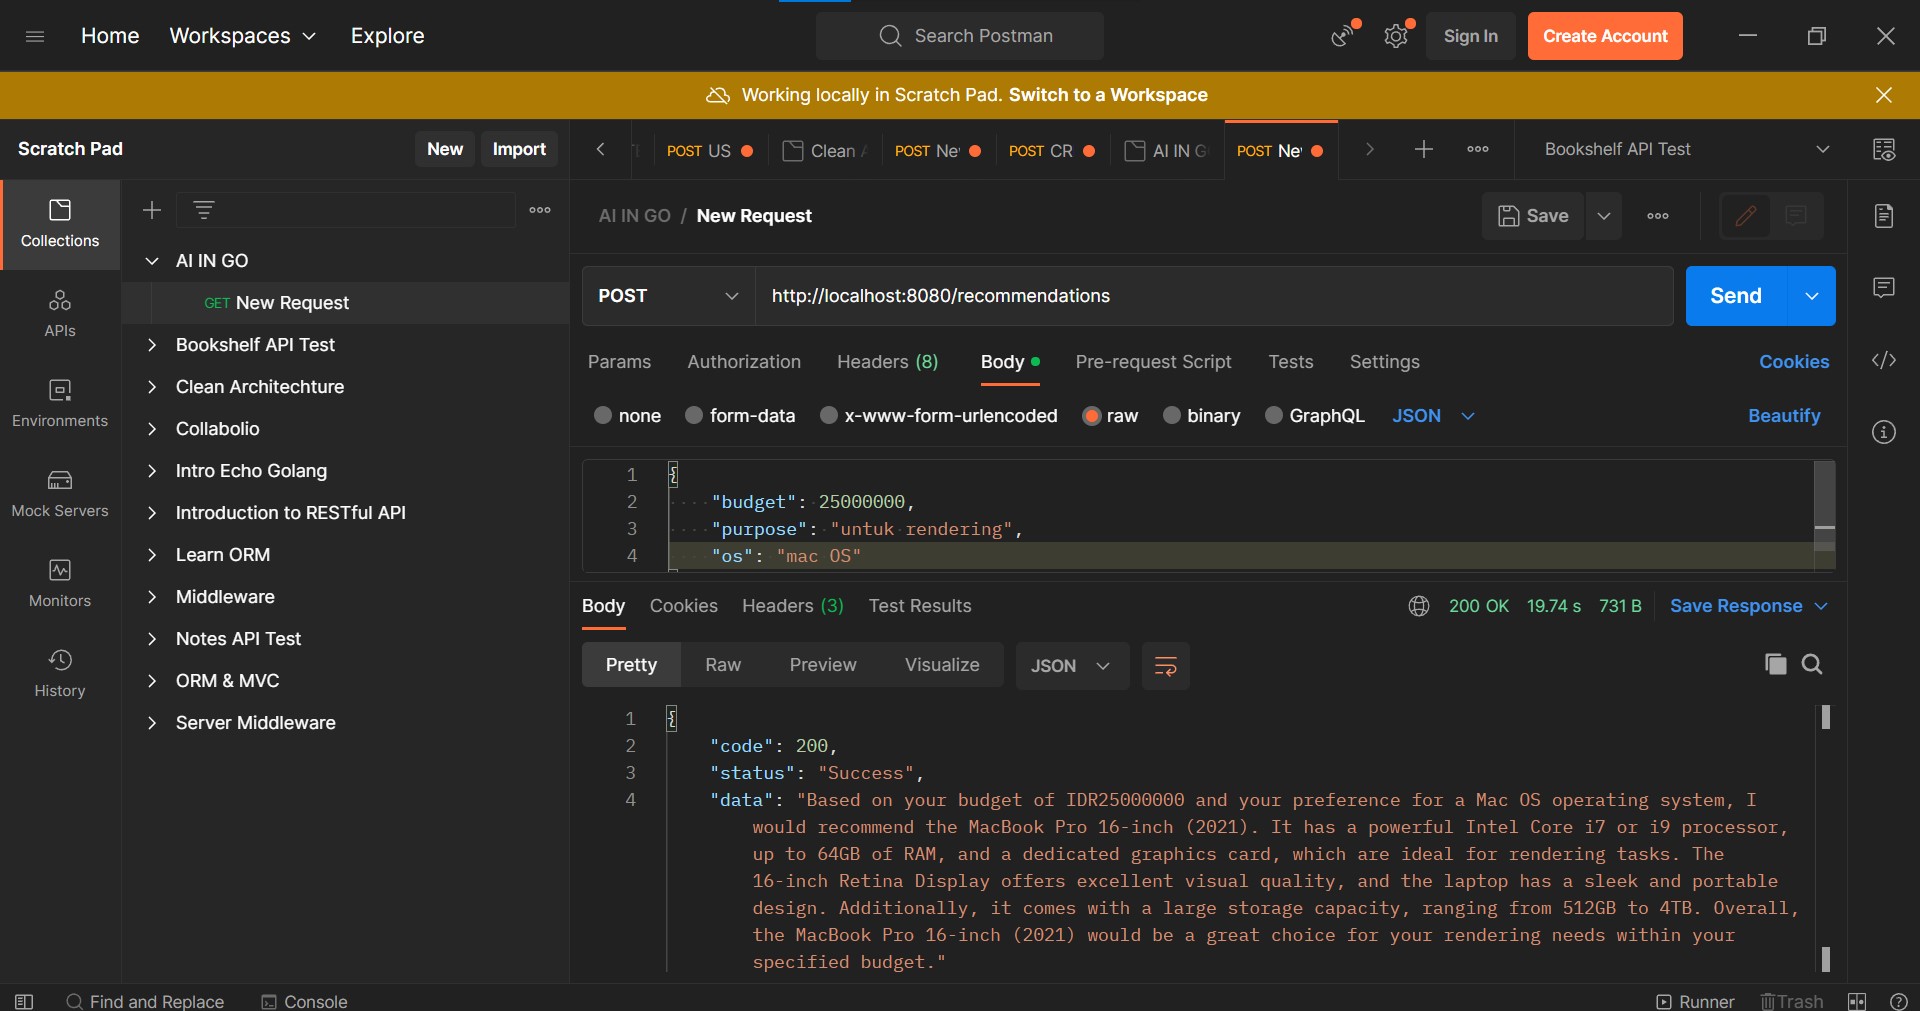 Home Workspaces Explore Search Postman Sign In Create Account
Working locally in Scratch Pad. Switch to a Workspace
Scratch Pad New Import
POST US Clean POST Ne POST CR AI IN G POST Ne Bookshelf API Test
Collections
APIs
Environments
Mock Servers
Monitors
History
AI IN GO
GET New Request
Bookshelf API Test
Clean Architechture
Collabolio
Intro Echo Golang
Introduction to RESTful API
Learn ORM
Middleware
Notes API Test
ORM & MVC
Server Middleware
AI IN GO / New Request Save
POST http://localhost:8080/recommendations Send
Params Authorization Headers (8) Body Pre-request Script Tests Settings Cookies
none form-data x-www-form-urlencoded raw binary GraphQL JSON Beautify
1 {
2 "budget": 25000000,
3 "purpose": "untuk rendering",
4 "os": "mac OS"
Body Cookies Headers (3) Test Results 200 OK 19.74 s 731 B Save Response
Pretty Raw Preview Visualize JSON
1 {
2 "code": 200,
3 "status": "Success",
4 "data": "Based on your budget of IDR25000000 and your preference for a Mac OS operating system, I
would recommend the MacBook Pro 16-inch (2021). It has a powerful Intel Core i7 or i9 processor,
up to 64GB of RAM, and a dedicated graphics card, which are ideal for rendering tasks. The
16-inch Retina Display offers excellent visual quality, and the laptop has a sleek and portable
design. Additionally, it comes with a large storage capacity, ranging from 512GB to 4TB. Overall,
the MacBook Pro 16-inch (2021) would be a great choice for your rendering needs within your
specified budget."
Find and Replace Console Runner Trash